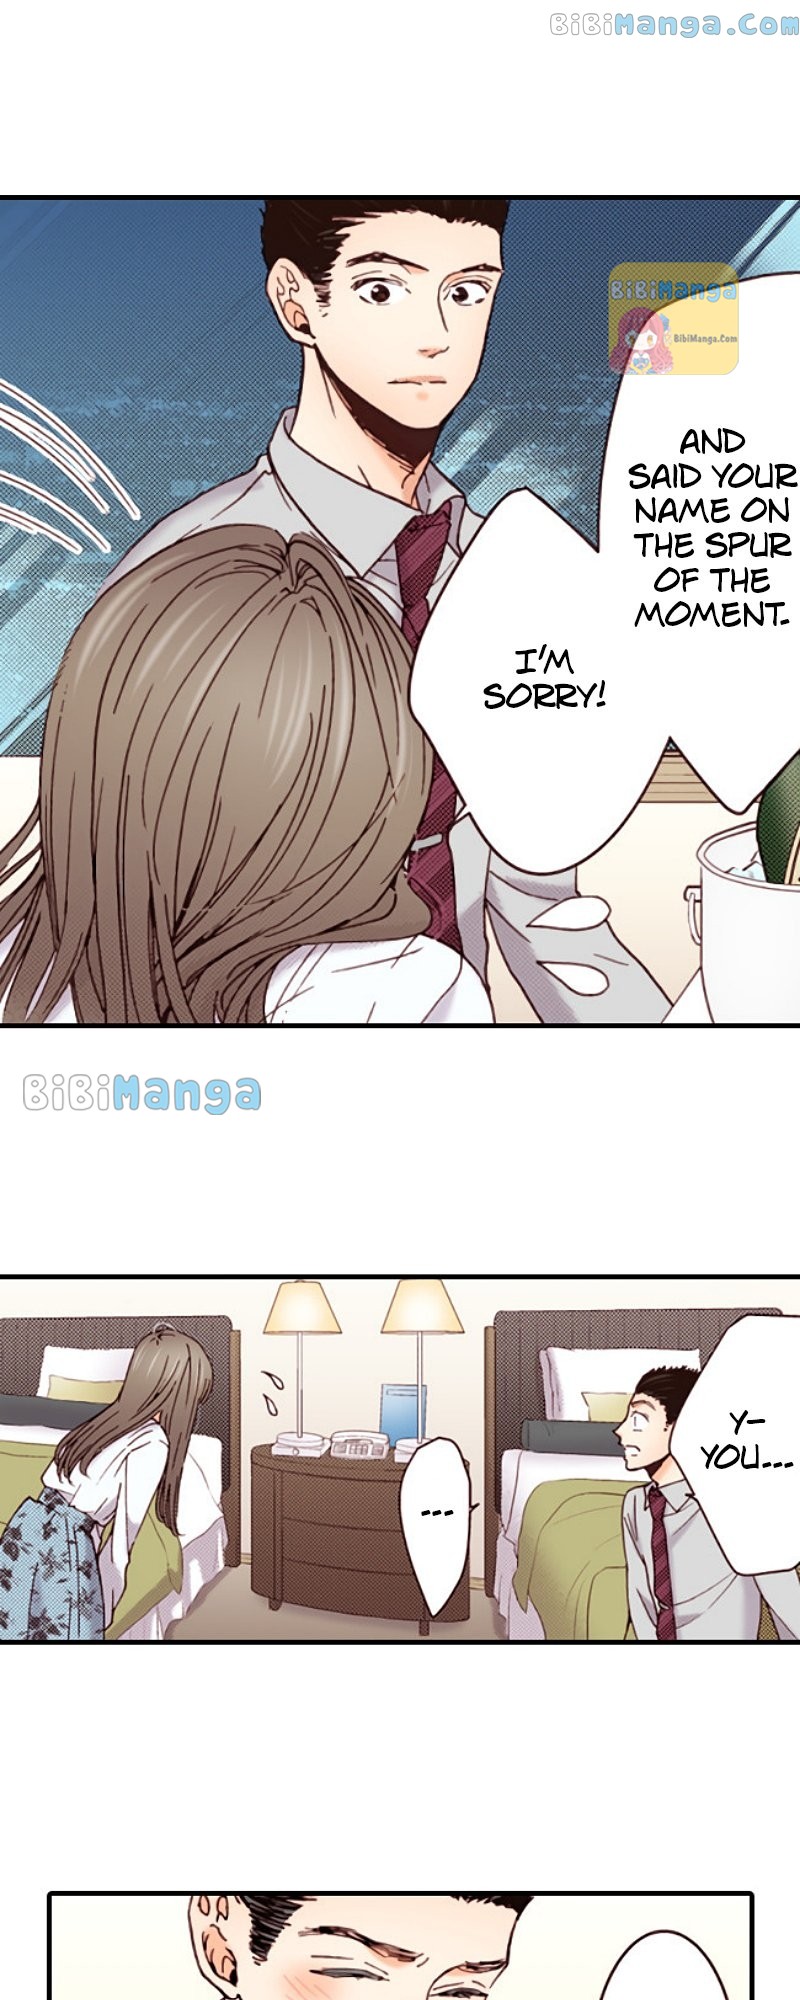 BiBiManga.Com
BiBiManga
BibiManga.Com
AND
SAID YOUR
NAME ON
THE SPUR
OF THE
MOMENT.
I'M
SORRY!
BiBiManga
Y-
YOU...
...